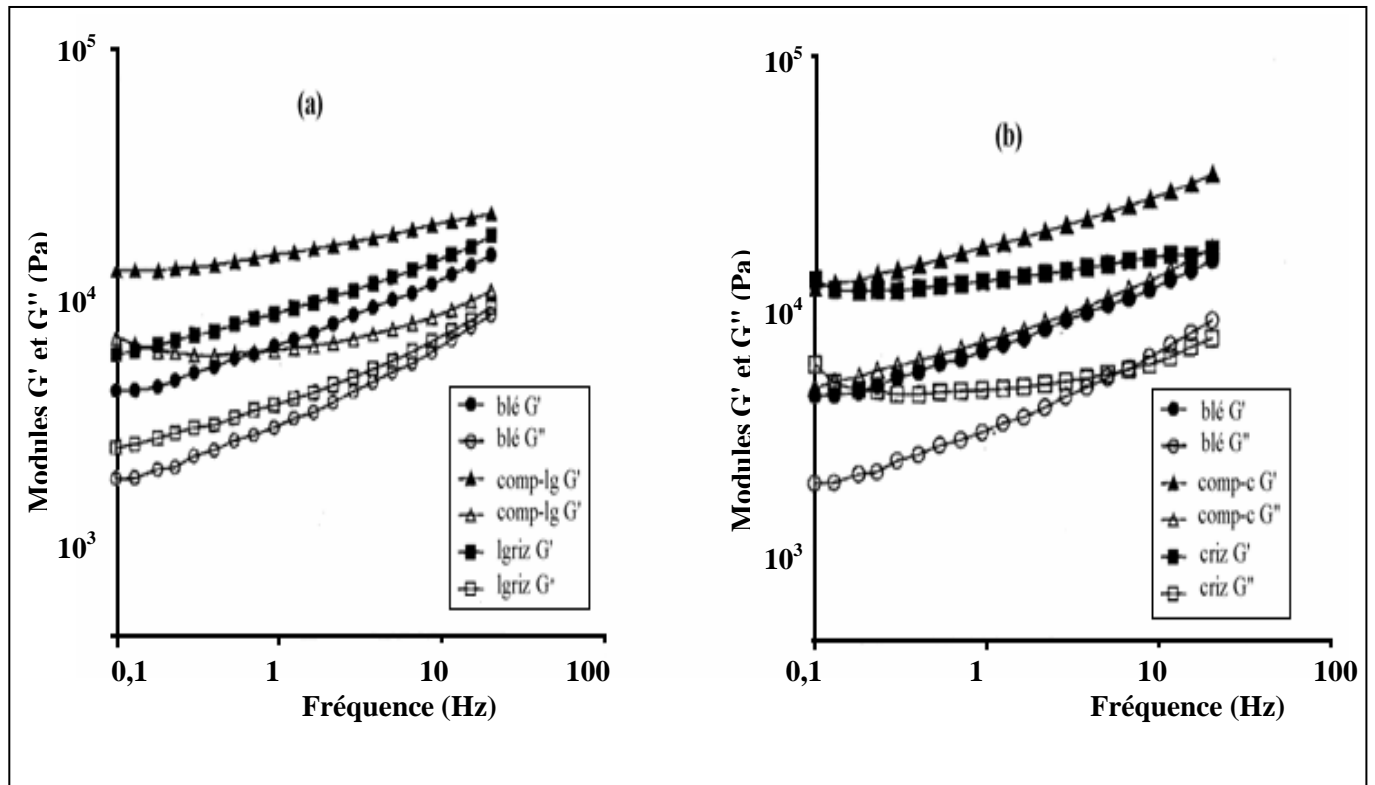 (a)
Modules G' et G" (Pa)
10⁵
10⁴
10³
0,1 1 10 100
Fréquence (Hz)
blé G'
blé G"
comp-lg G'
comp-lg G'
lgriz G'
lgriz G"
(b)
Modules G' et G" (Pa)
10⁵
10⁴
10³
0,1 1 10 100
Fréquence (Hz)
blé G'
blé G"
comp-c G'
comp-c G"
criz G'
criz G"